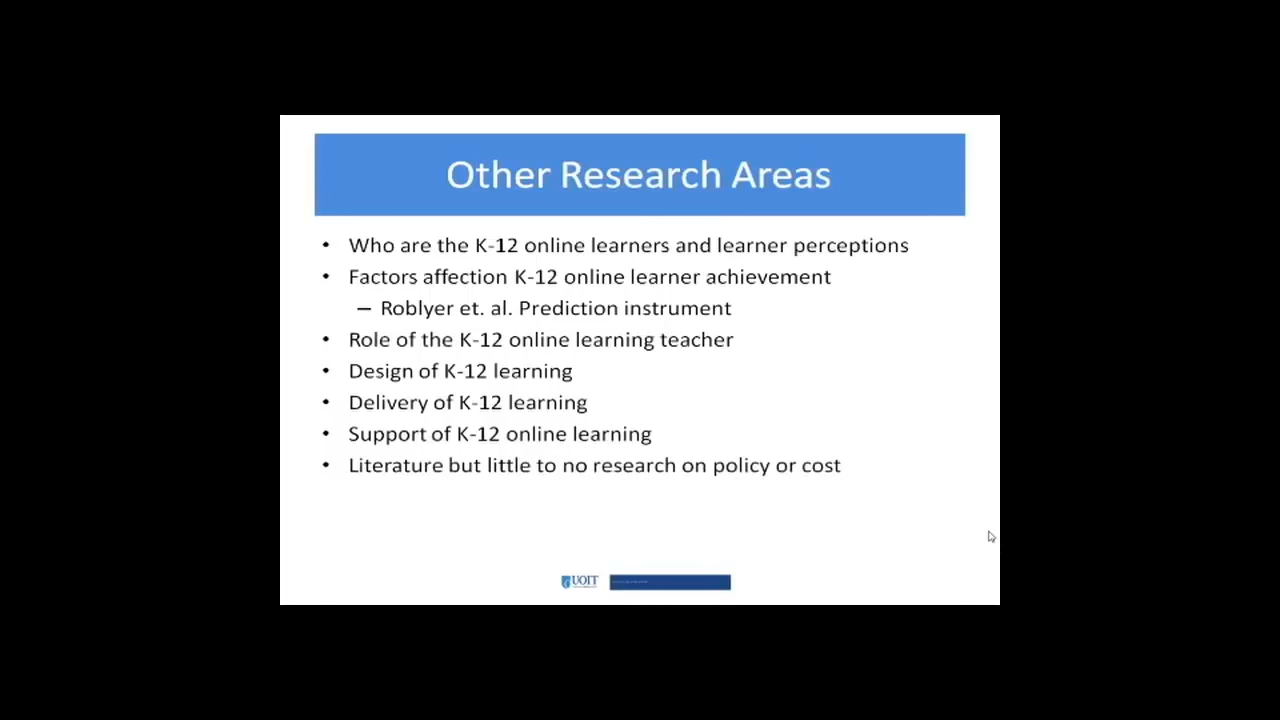 Other Research Areas
• Who are the K-12 online learners and learner perceptions
• Factors affection K-12 online learner achievement
– Roblyer et. al. Prediction instrument
• Role of the K-12 online learning teacher
• Design of K-12 learning
• Delivery of K-12 learning
• Support of K-12 online learning
• Literature but little to no research on policy or cost
UOIT